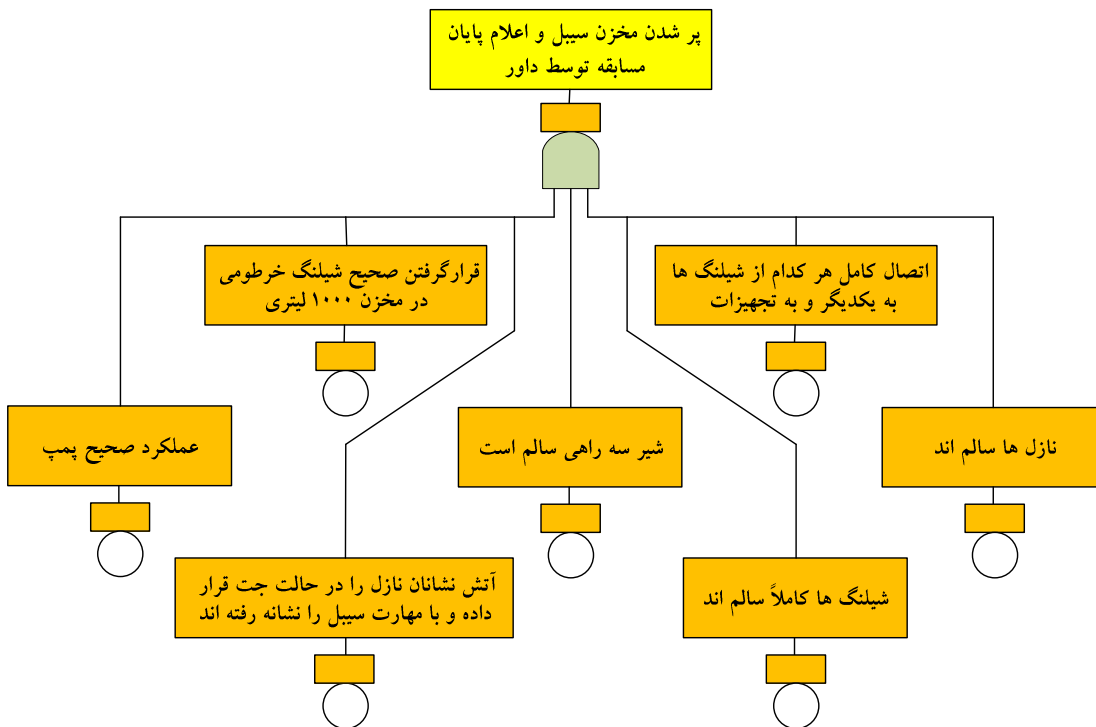 پر شدن مخزن سیبل و اعلام پایان
مسابقه توسط داور
اتصال کامل هر کدام از شیلنگ ها
به یکدیگر و به تجهیزات
قرارگرفتن صحیح شیلنگ خرطومی
در مخزن ۱۰۰۰ لیتری
نازل ها سالم اند
شیر سه راهی سالم است
عملکرد صحیح پمپ
شیلنگ ها کاملاً سالم اند
آتش نشانان نازل را در حالت جت قرار
داده و با مهارت سیبل را نشانه رفته اند